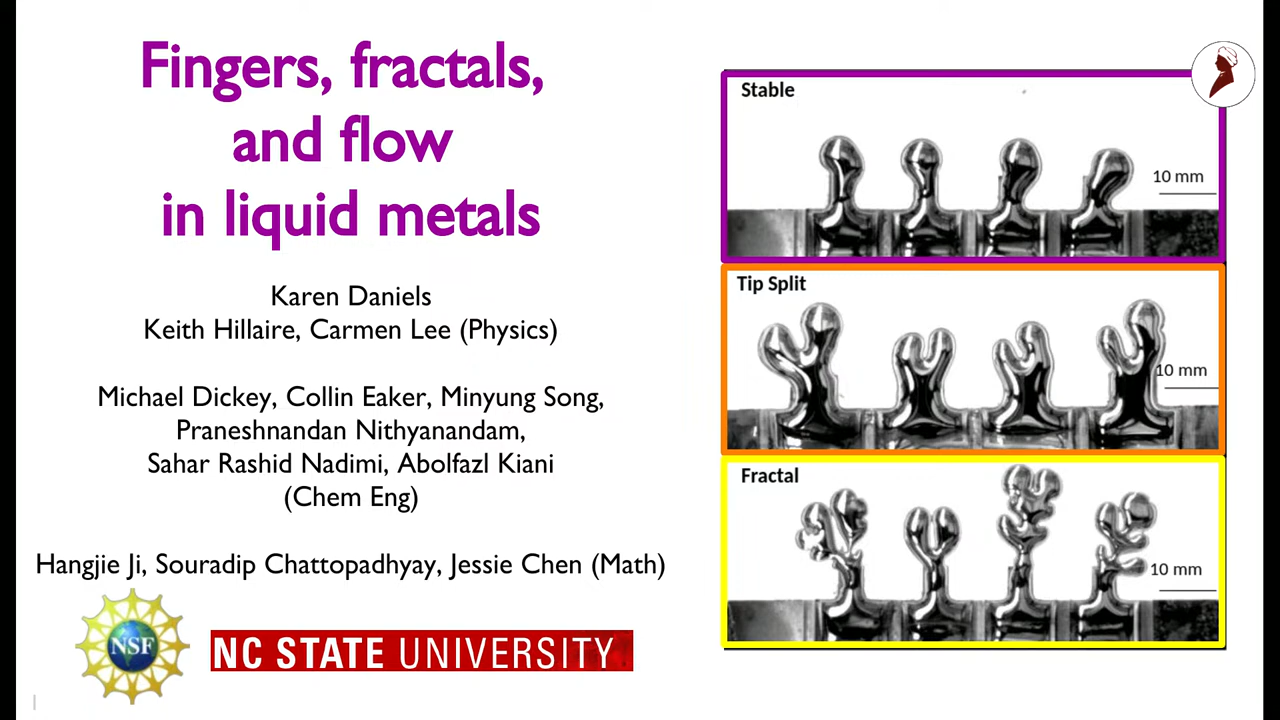 Fingers, fractals,
and flow
in liquid metals
Karen Daniels
Keith Hillaire, Carmen Lee (Physics)
Michael Dickey, Collin Eaker, Minyung Song,
Praneshnandan Nithyanandam,
Sahar Rashid Nadimi, Abolfazl Kiani
(Chem Eng)
Hangjie Ji, Souradip Chattopadhyay, Jessie Chen (Math)
NSF
NC STATE UNIVERSITY
Stable
10 mm
Tip Split
10 mm
Fractal
10 mm